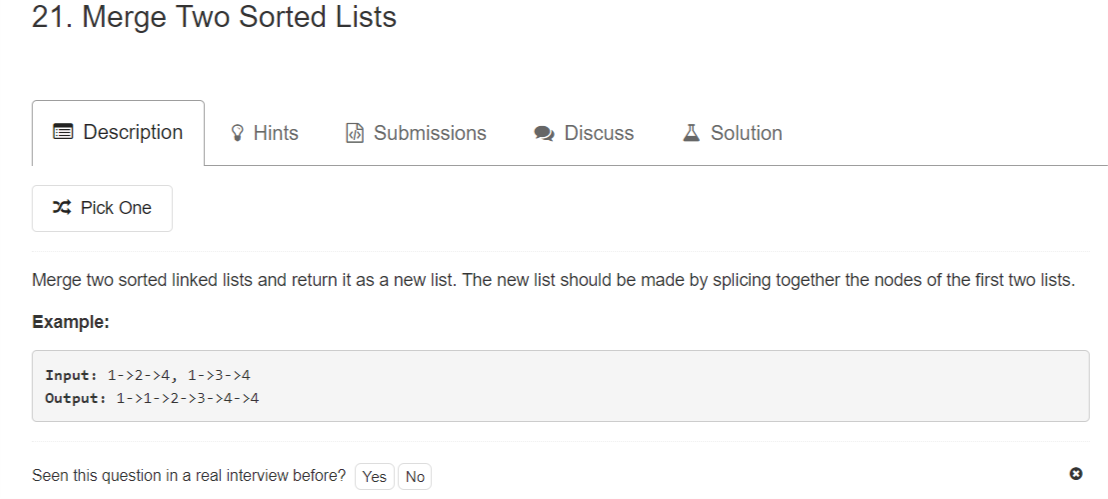 21. Merge Two Sorted Lists
Description Hints Submissions Discuss Solution
Pick One
Merge two sorted linked lists and return it as a new list. The new list should be made by splicing together the nodes of the first two lists.
Example:
Input: 1->2->4, 1->3->4
Output: 1->1->2->3->4->4
Seen this question in a real interview before? Yes No